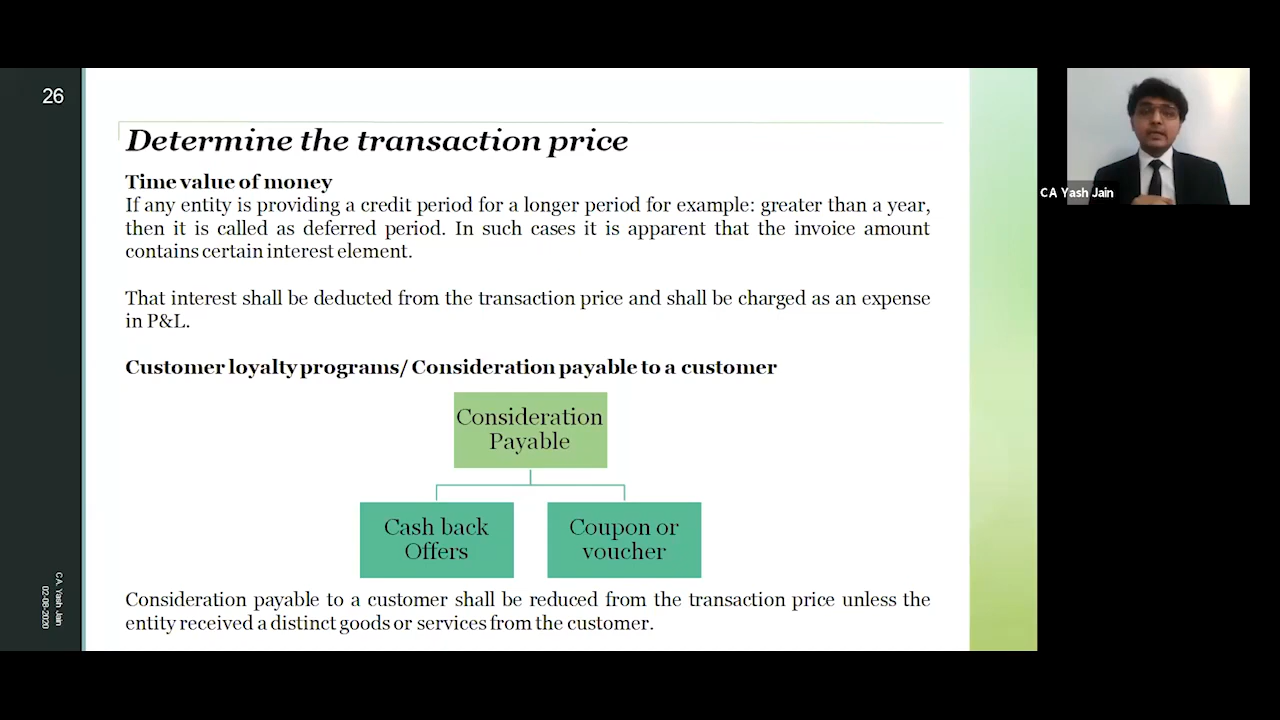 26
Determine the transaction price
Time value of money
If any entity is providing a credit period for a longer period for example: greater than a year,
then it is called as deferred period. In such cases it is apparent that the invoice amount
contains certain interest element.
That interest shall be deducted from the transaction price and shall be charged as an expense
in P&L.
Customer loyalty programs/ Consideration payable to a customer
Consideration
Payable
Cash back
Offers
Coupon or
voucher
Consideration payable to a customer shall be reduced from the transaction price unless the
entity received a distinct goods or services from the customer.
CA Yash Jain
02-08-2020
CA Yash Jain